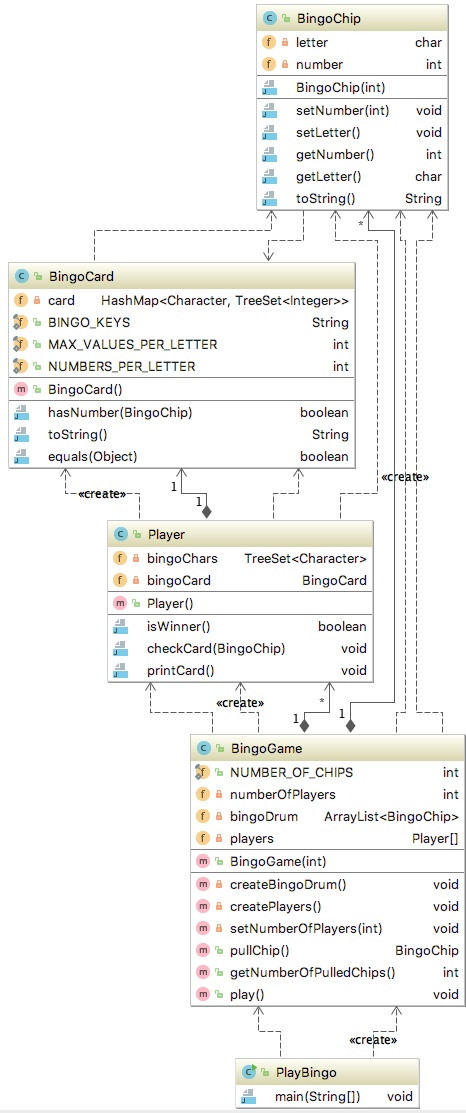 BingoChip
letter char
number int
BingoChip(int)
setNumber(int) void
setLetter() void
getNumber() int
getLetter() char
toString() String
*
BingoCard
card HashMap<Character, TreeSet<Integer>>
BINGO_KEYS String
MAX_VALUES_PER_LETTER int
NUMBERS_PER_LETTER int
BingoCard()
hasNumber(BingoChip) boolean
toString() String
equals(Object) boolean
«create»
1
1
«create»
Player
bingoChars TreeSet<Character>
bingoCard BingoCard
Player()
isWinner() boolean
checkCard(BingoChip) void
printCard() void
«create»
*
1
1
BingoGame
NUMBER_OF_CHIPS int
numberOfPlayers int
bingoDrum ArrayList<BingoChip>
players Player[]
BingoGame(int)
createBingoDrum() void
createPlayers() void
setNumberOfPlayers(int) void
pullChip() BingoChip
getNumberOfPulledChips() int
play() void
«create»
PlayBingo
main(String[]) void